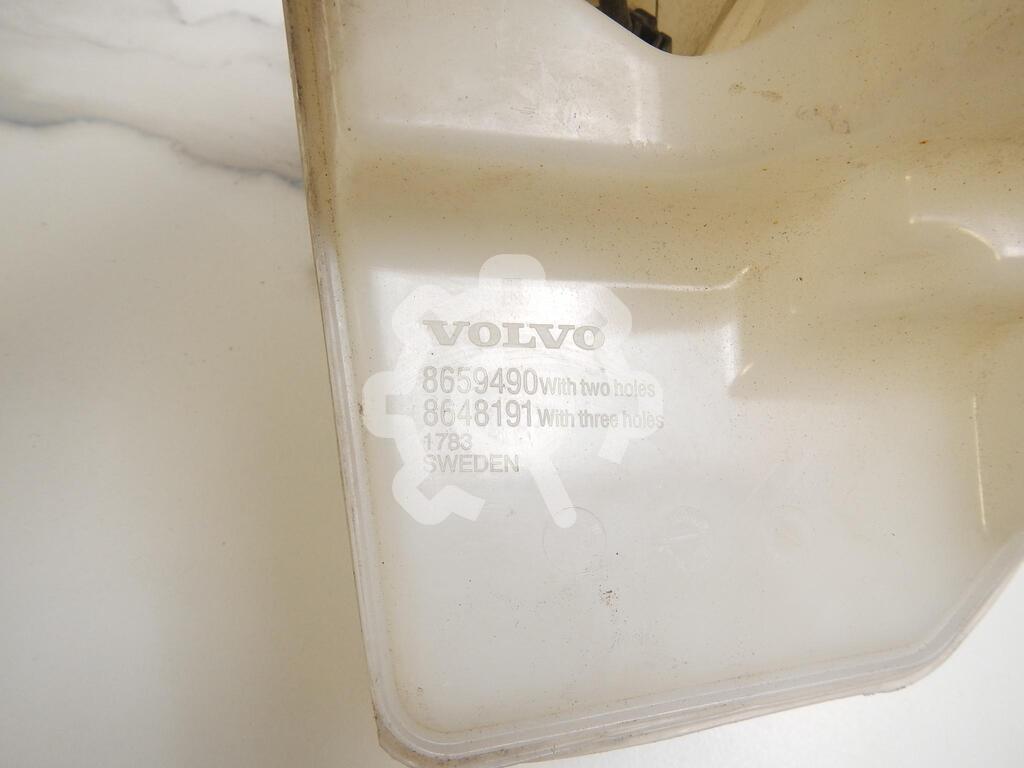 VOLVO
8659490 With two holes
8648191 With three holes
1783
SWEDEN